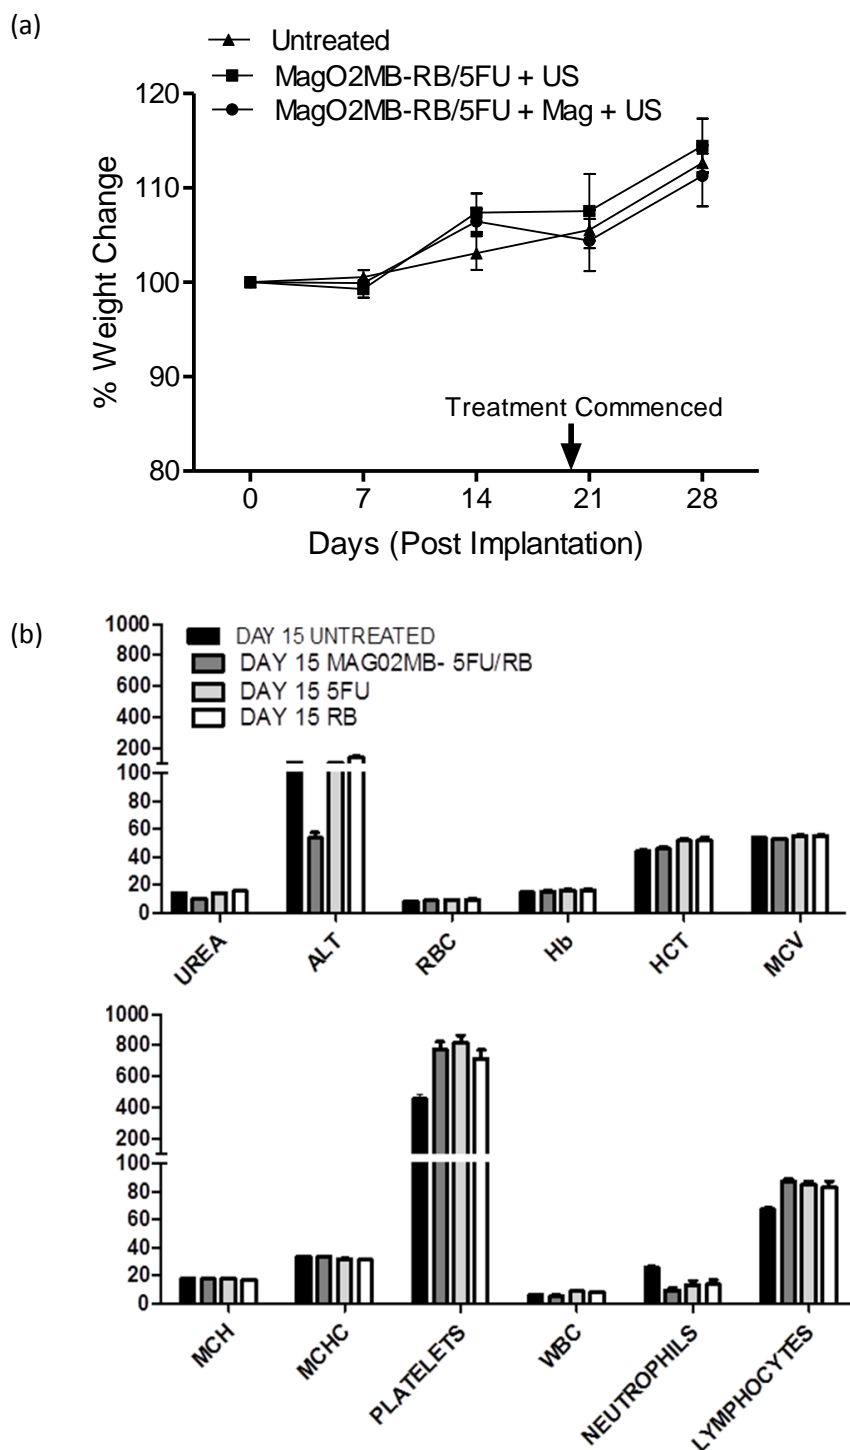 (a)
Untreated
MagO2MB-RB/5FU + US
MagO2MB-RB/5FU + Mag + US
120
110
100
90
80
% Weight Change
Treatment Commenced
0 7 14 21 28
Days (Post Implantation)
(b)
1000
800
600
400
200
100
80
60
40
20
0
DAY 15 UNTREATED
DAY 15 MAG02MB- 5FU/RB
DAY 15 5FU
DAY 15 RB
UREA ALT RBC Hb HCT MCV
1000
800
600
400
200
100
80
60
40
20
0
MCH MCHC PLATELETS WBC NEUTROPHILS LYMPHOCYTES